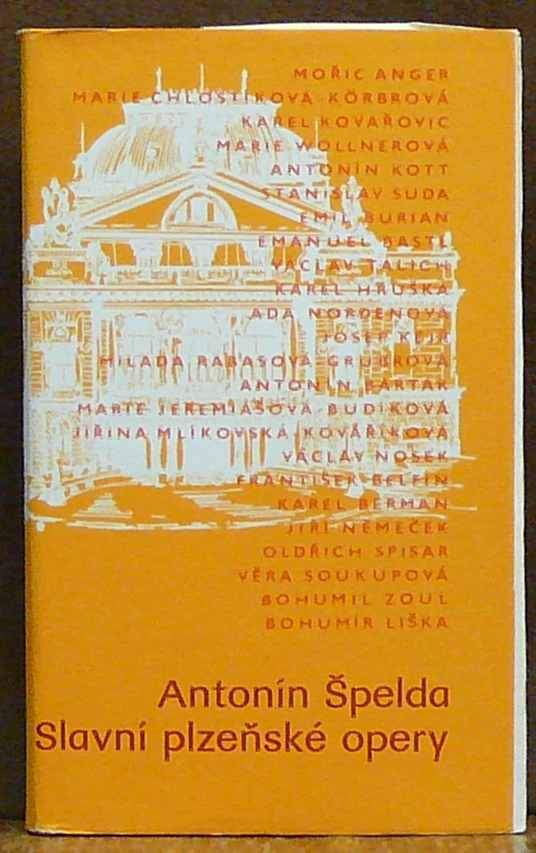 MOŘIC ANGER
MARIE CHLOSTÍKOVÁ-KÖRBROVÁ
KAREL KOVAŘOVIC
MARIE WOLLNEROVÁ
ANTONÍN KOTT
STANISLAV SUDA
EMIL BURIAN
EMANUEL BASTL
VÁCLAV TALICH
KAREL HRUŠKA
ADA NORDENOVÁ
JOSEF KEJŘ
MILADA RABASOVÁ GRUBROVÁ
ANTONÍN BARTÁK
MARIE JEREMIÁŠOVÁ-BUDÍKOVÁ
JIŘINA MLÍKOVSKÁ KOVÁŘÍKOVÁ
VÁCLAV NOSEK
FRANTIŠEK BELFÍN
KAREL BERMAN
JIŘÍ NĚMEČEK
OLDŘICH SPISAR
VĚRA SOUKUPOVÁ
BOHUMIL ZOUL
BOHUMÍR LIŠKA
Antonín Špelda
Slavní plzeňské opery